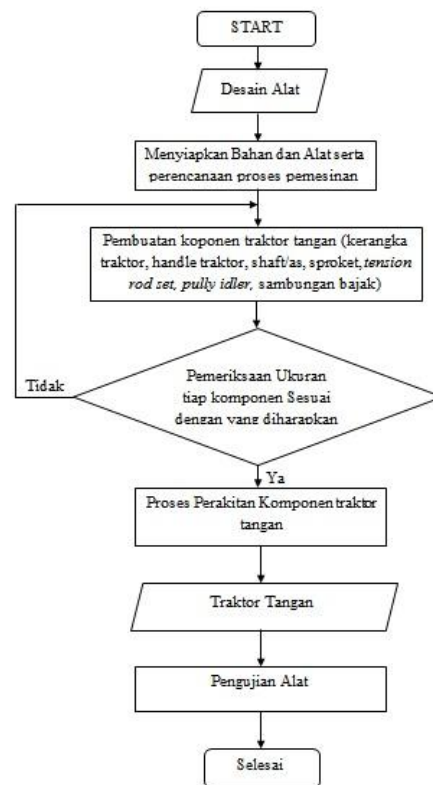 START
Desain Alat
Menyiapkan Bahan dan Alat serta
perencanaan proses pemesinan
Pembuatan koponen traktor tangan (kerangka
traktor, handle traktor, shaft/as, sproket, tension
rod set, pully idler, sambungan bajak)
Tidak
Pemeriksaan Ukuran
tiap komponen Sesuai
dengan yang diharapkan
Ya
Proses Perakitan Komponen traktor
tangan
Traktor Tangan
Pengujian Alat
Selesai